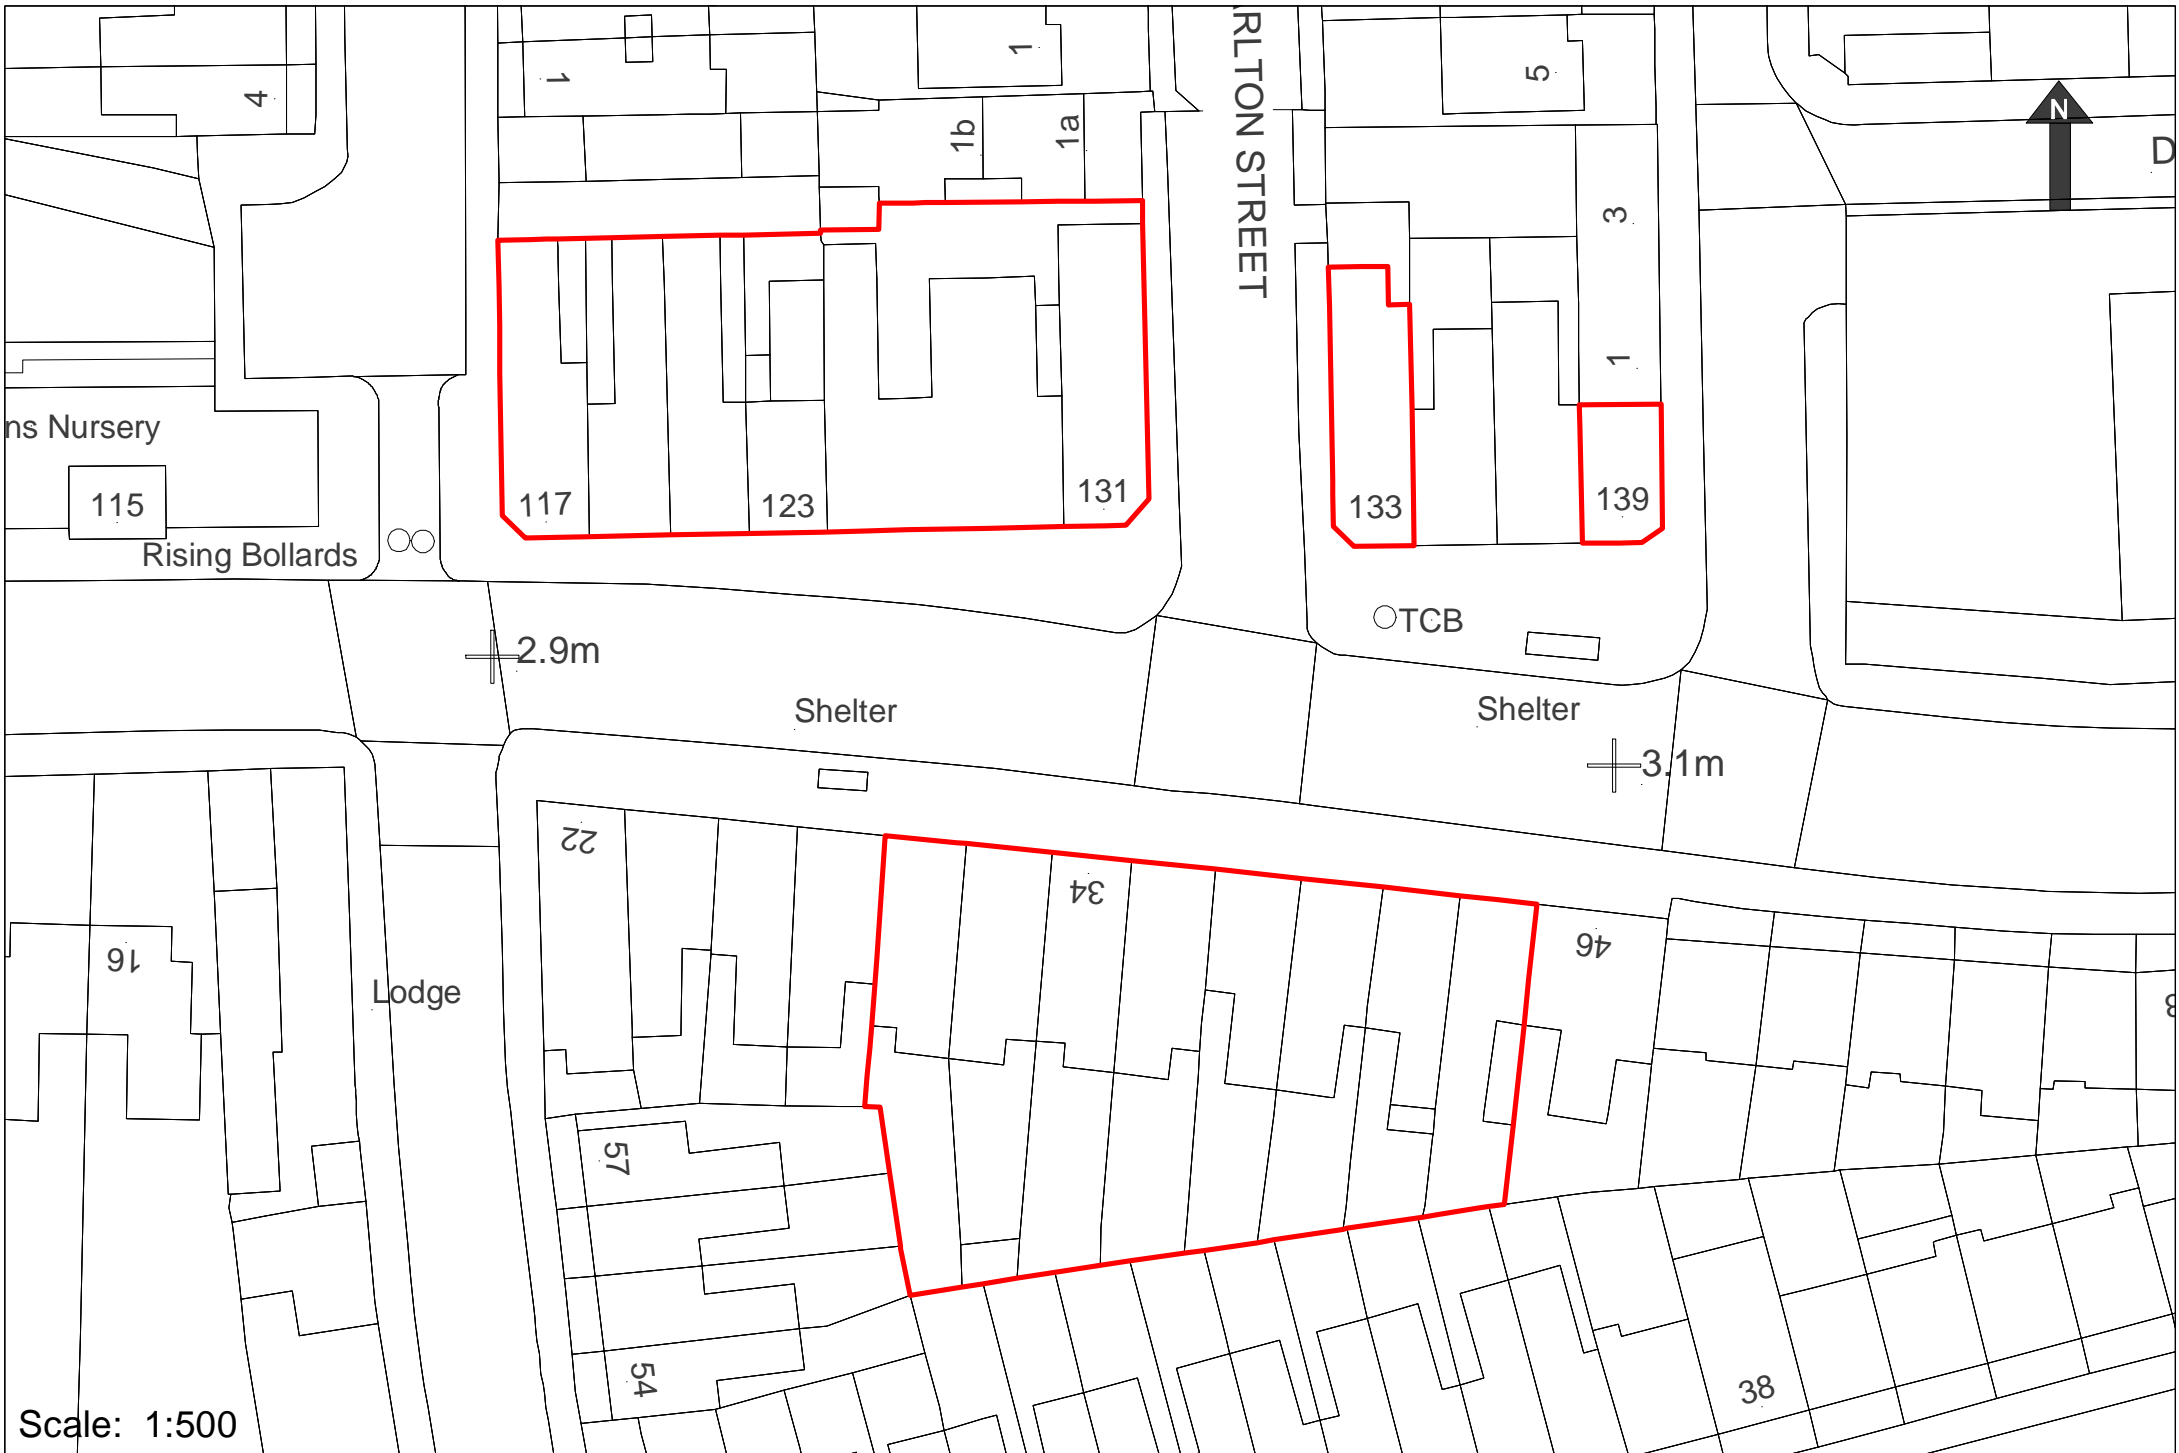 4
1
1
5
N
D
1b
1a
RLTON STREET
3
1
ns Nursery
115
117
123
131
133
139
Rising Bollards
TCB
2.9m
Shelter
Shelter
3.1m
22
34
46
16
Lodge
57
54
38
Scale: 1:500